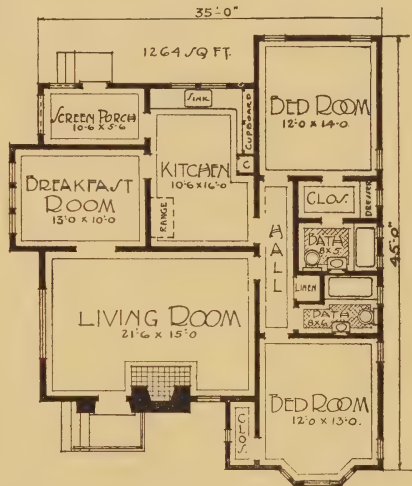 35'-0"
1264 SQ FT.
SINK
CUPBOARD
BED ROOM
12'0 x 14'0
SCREEN PORCH
10'6 x 5'6
KITCHEN
10'6 x 16'0
C
BREAKFAST
ROOM
13'0 x 10'0
RANGE
CLOS.
DRESSER
HALL
BATH
8 x 5
45'-0"
LINEN
BATH
8 x 6
LIVING ROOM
21'6 x 15'0
BED ROOM
12'0 x 13'0.
CLOS.